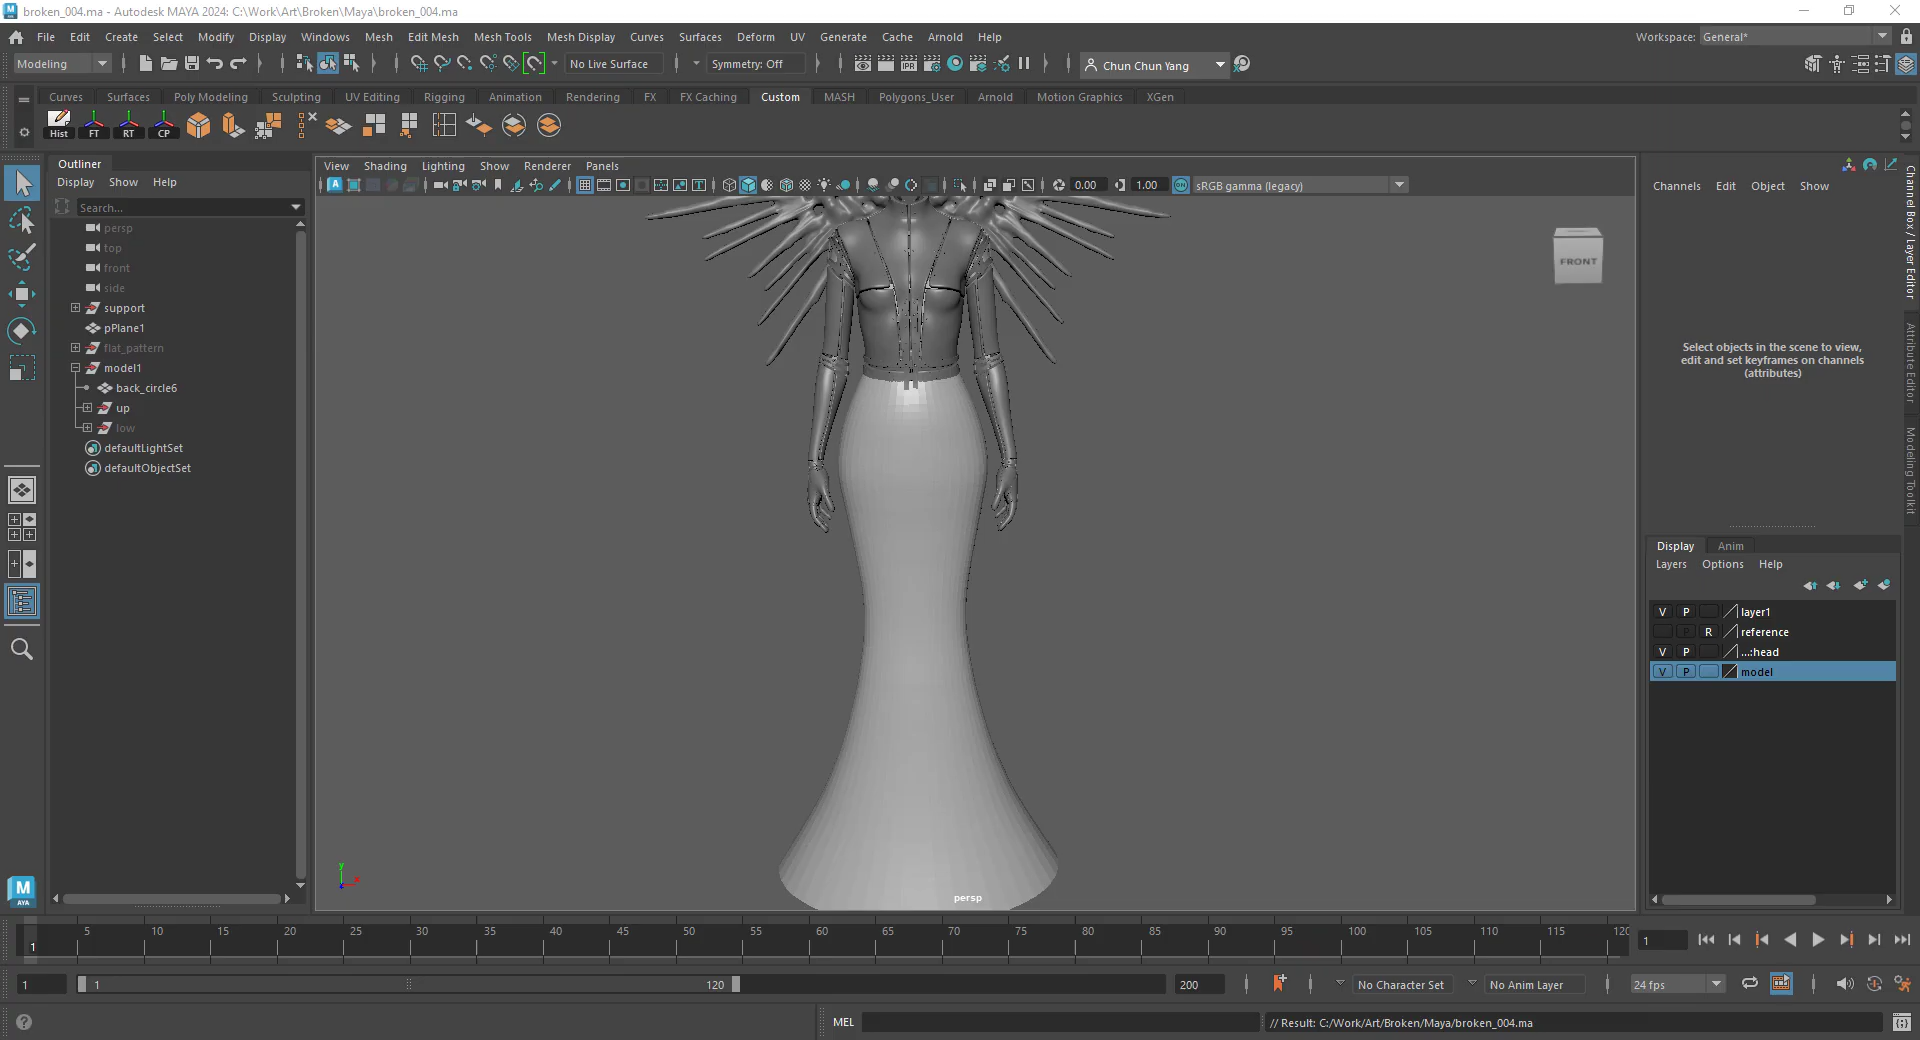 broken_004.ma - Autodesk MAYA 2024: C:\Work\Art\Broken\Maya\broken_004.ma
File Edit Create Select Modify Display Windows Mesh Edit Mesh Mesh Tools Mesh Display Curves Surfaces Deform UV Generate Cache Arnold Help
Workspace: General*
Modeling
No Live Surface
Symmetry: Off
IPR
Chun Chun Yang
Curves Surfaces Poly Modeling Sculpting UV Editing Rigging Animation Rendering FX FX Caching Custom MASH Polygons_User Arnold Motion Graphics XGen
Hist FT RT CP
Outliner
Display Show Help
Search...
persp
top
front
side
support
pPlane1
flat_pattern
model1
back_circle6
up
low
defaultLightSet
defaultObjectSet
View Shading Lighting Show Renderer Panels
0.00
1.00
ON
sRGB gamma (legacy)
FRONT
y
x
persp
Channels Edit Object Show
Select objects in the scene to view,
edit and set keyframes on channels
(attributes)
Channel Box / Layer Editor
Attribute Editor
Modeling Toolkit
Display Anim
Layers Options Help
V P layer1
P R reference
V P ...:head
V P model
M
AYA
5 10 15 20 25 30 35 40 45 50 55 60 65 70 75 80 85 90 95 100 105 110 115 120
1
1
1
1
120
200
No Character Set
No Anim Layer
24 fps
MEL
// Result: C:/Work/Art/Broken/Maya/broken_004.ma